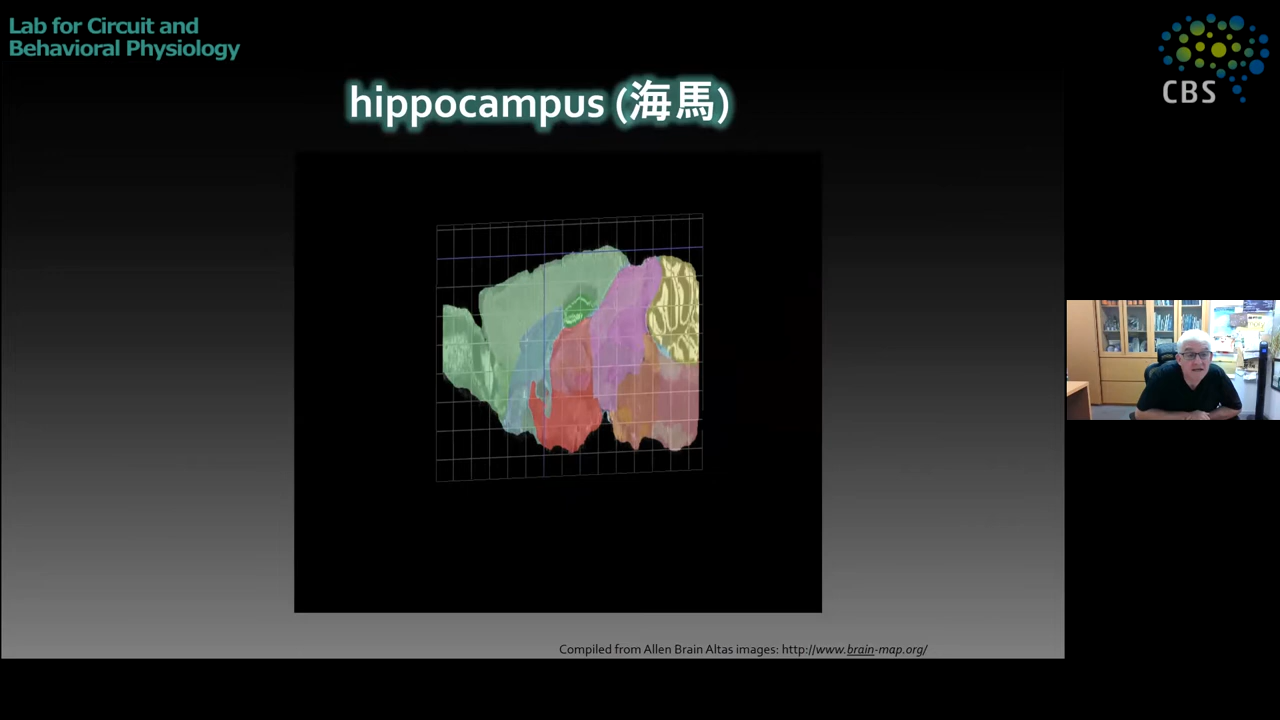 Lab for Circuit and
Behavioral Physiology
CBS
hippocampus (海馬)
Compiled from Allen Brain Altas images: http://www.brain-map.org/